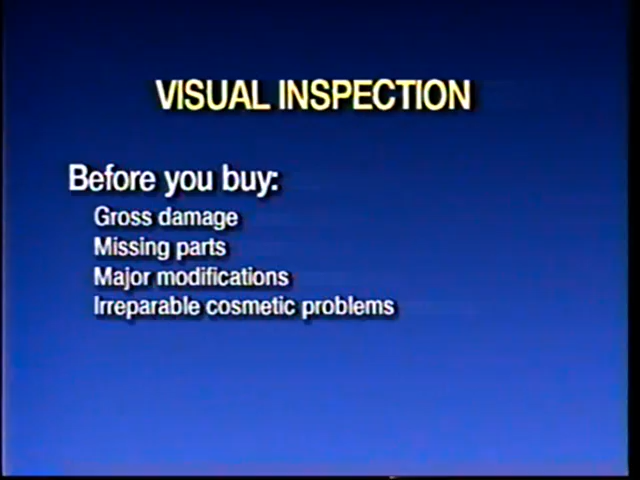 VISUAL INSPECTION
Before you buy:
Gross damage
Missing parts
Major modifications
Irreparable cosmetic problems